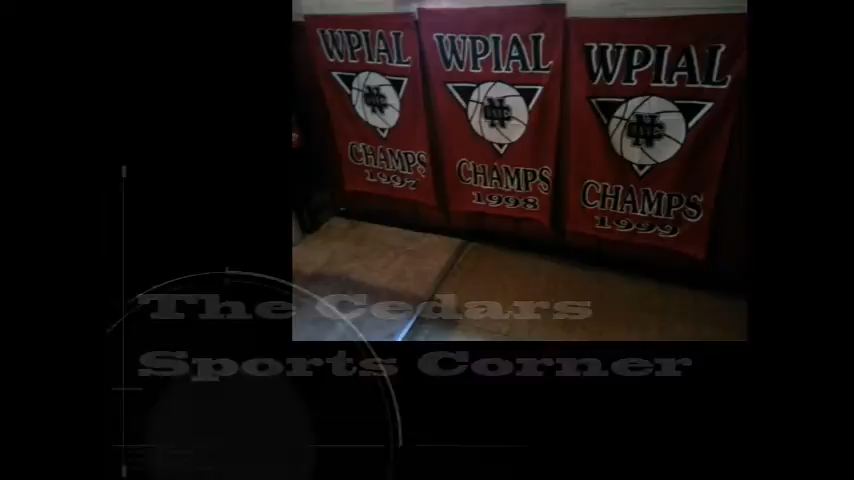 WPIAL
CHAMPS
1997
WPIAL
CHAMPS
1998
WPIAL
CHAMPS
1999
The Cedars
Sports Corner